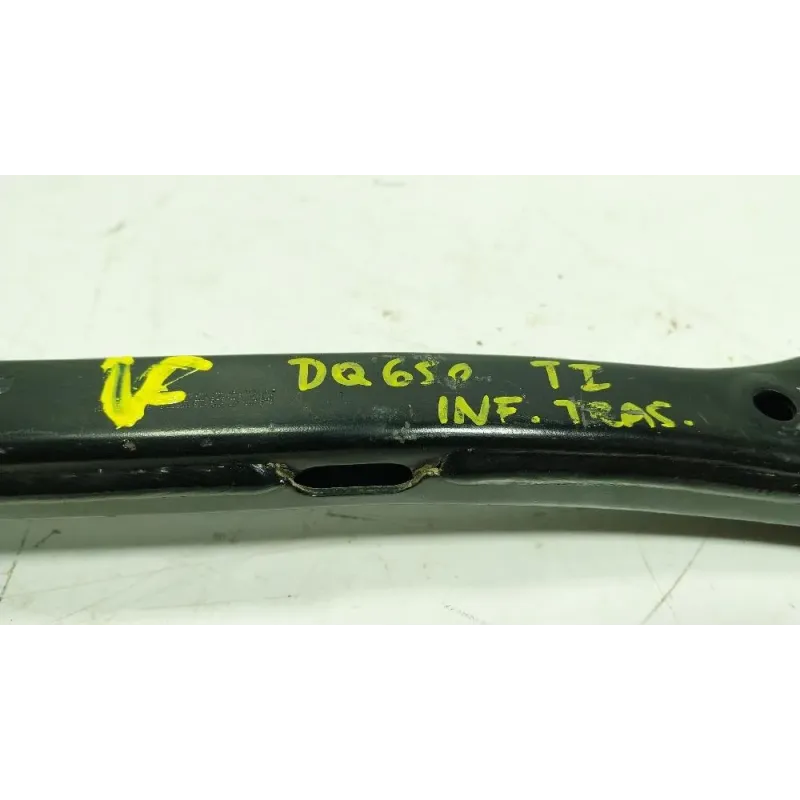 DQ650 TI
INF. TRAS.